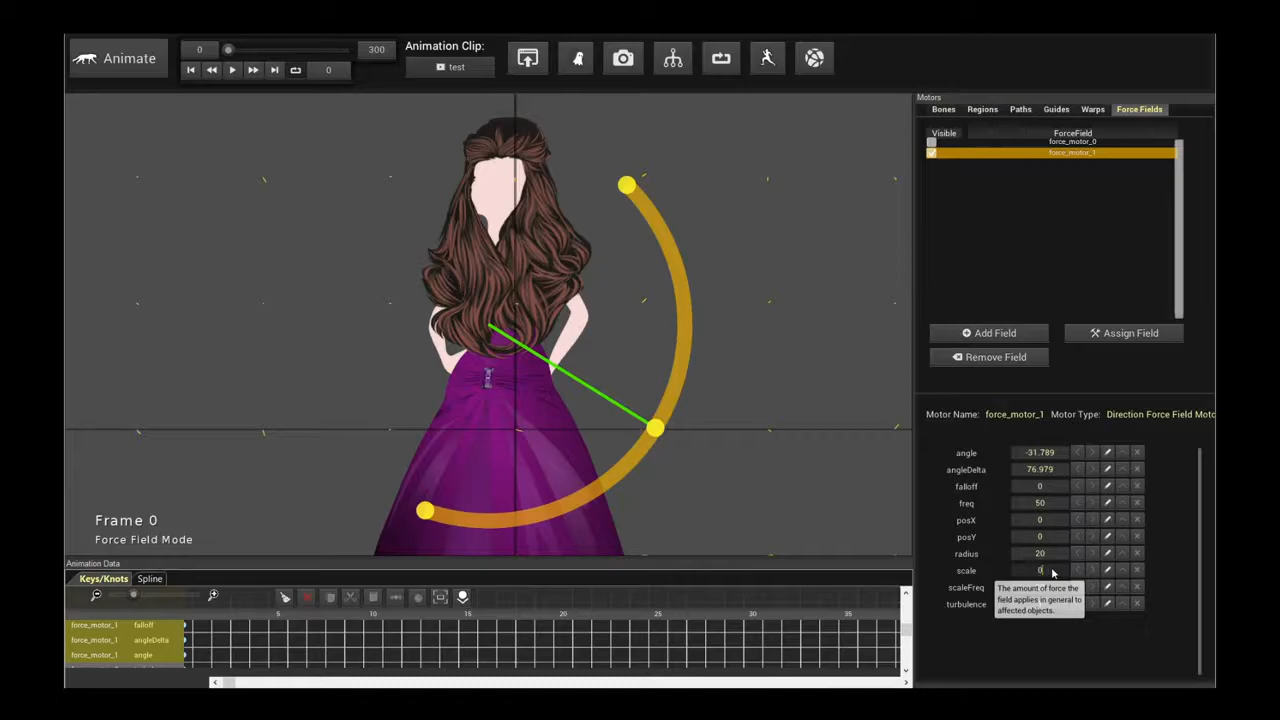 Animate
0
300
0
Animation Clip:
test
Motors
Bones Regions Paths Guides Warps Force Fields
Visible ForceField
force_motor_0
force_motor_1
Add Field Assign Field
Remove Field
Motor Name: force_motor_1 Motor Type: Direction Force Field Moto
angle -31.789
angleDelta 76.979
falloff 0
freq 50
posX 0
posY 0
radius 20
scale 0
scaleFreq
turbulence
The amount of force the
field applies in general to
affected objects.
Frame 0
Force Field Mode
Animation Data
Keys/Knots Spline
5 10 15 20 25 30 35
force_motor_1 falloff
force_motor_1 angleDelta
force_motor_1 angle